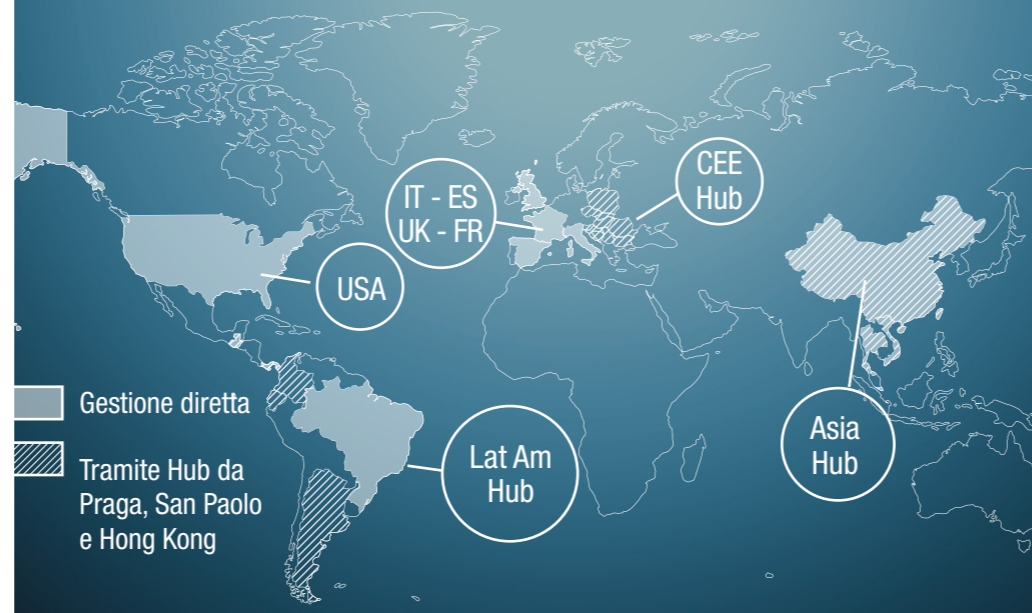 IT - ES
UK - FR
CEE
Hub
USA
Gestione diretta
Tramite Hub da
Praga, San Paolo
e Hong Kong
Lat Am
Hub
Asia
Hub